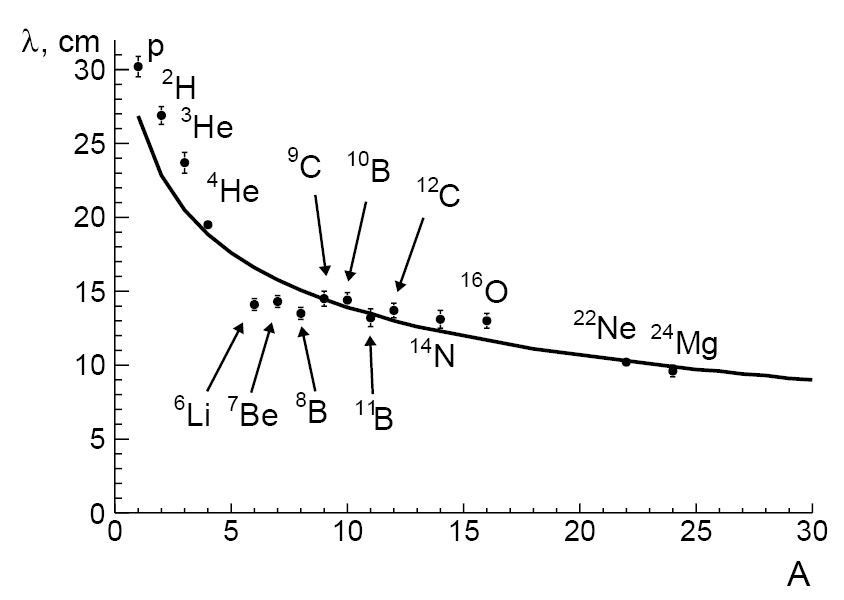 λ, cm
p
30
²H
³He
25
⁹C
¹⁰B
⁴He
¹²C
20
15
¹⁶O
²²Ne
²⁴Mg
¹⁴N
10
⁶Li
⁷Be
⁸B
¹¹B
5
0
0 5 10 15 20 25 30
A